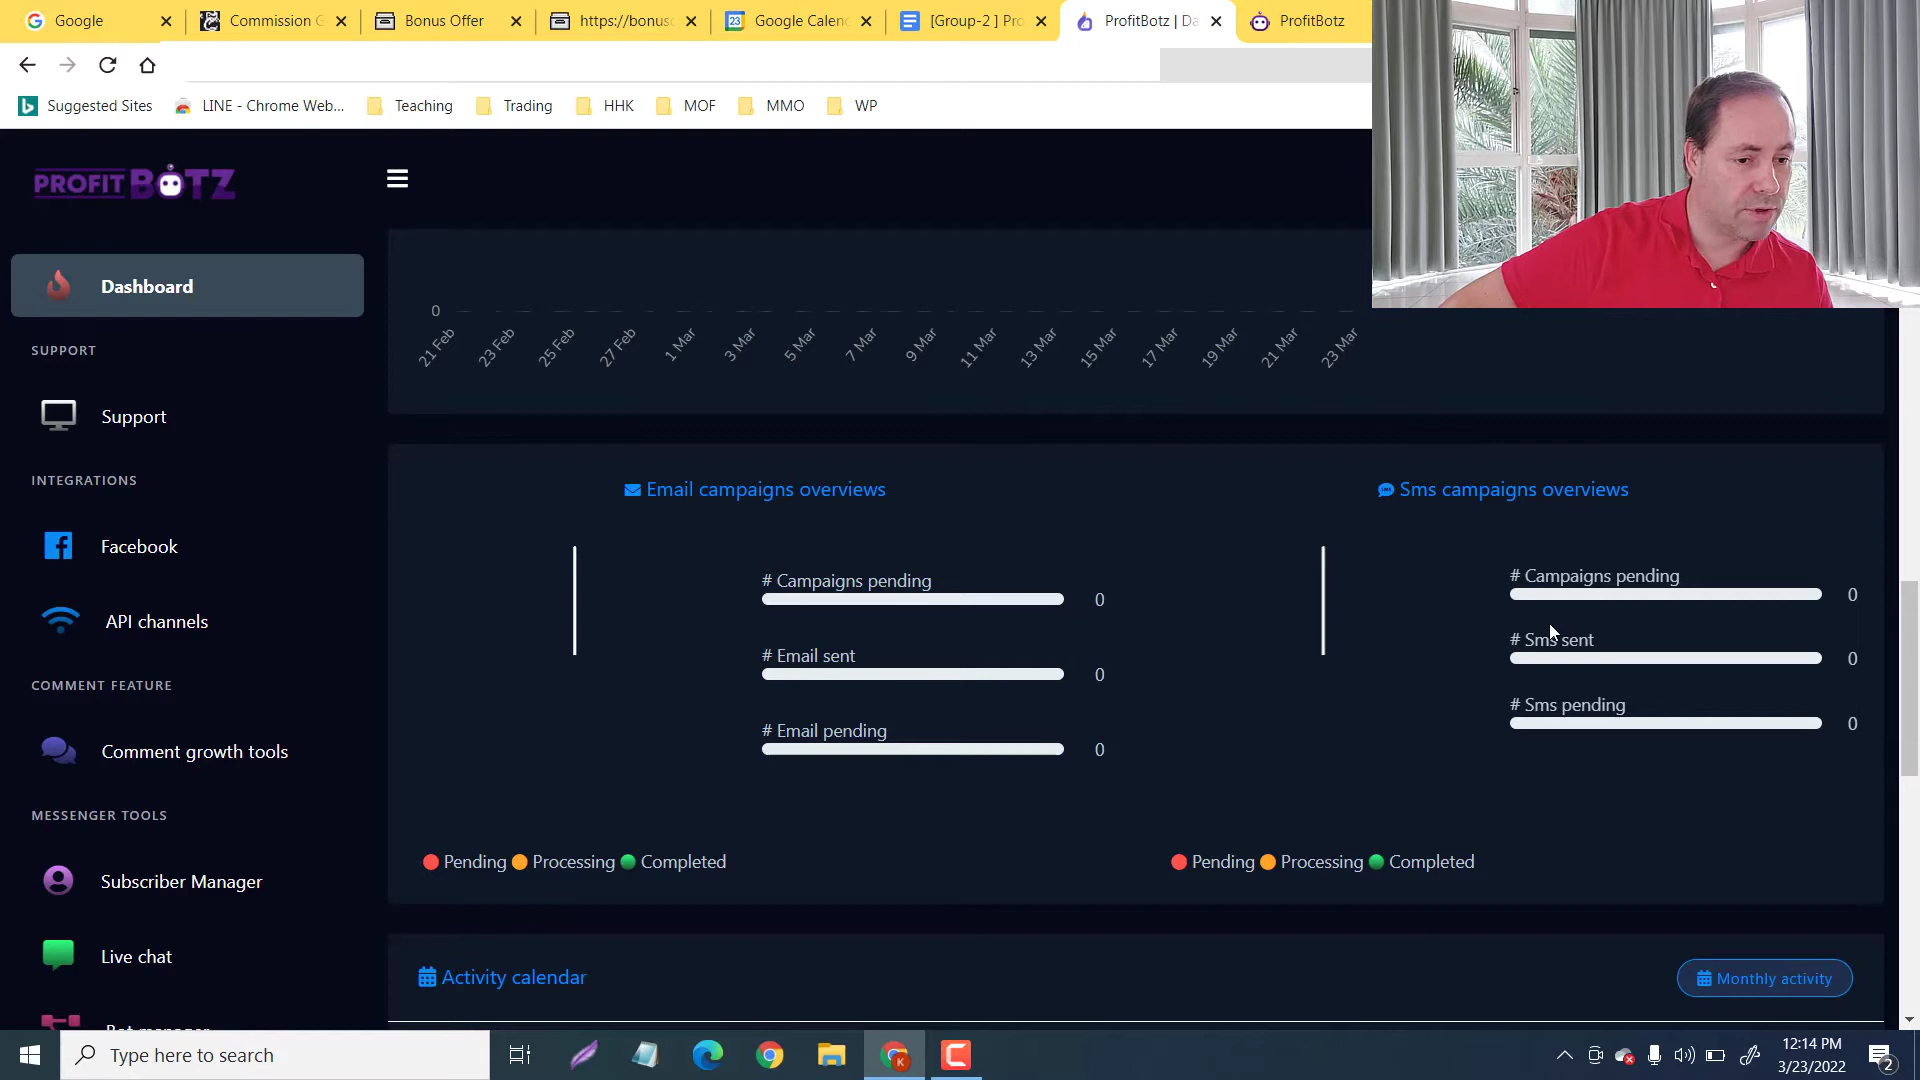 Google
Commission G
Bonus Offer
https://bonus
Google Calen
[Group-2 ] Pro
ProfitBotz | Da
ProfitBotz
Suggested Sites
LINE - Chrome Web...
Teaching
Trading
HHK
MOF
MMO
WP
PROFIT BOTZ
Dashboard
SUPPORT
Support
INTEGRATIONS
Facebook
API channels
COMMENT FEATURE
Comment growth tools
MESSENGER TOOLS
Subscriber Manager
Live chat
Bot manager
0
21 Feb
23 Feb
25 Feb
27 Feb
1 Mar
3 Mar
5 Mar
7 Mar
9 Mar
11 Mar
13 Mar
15 Mar
17 Mar
19 Mar
21 Mar
23 Mar
Email campaigns overviews
# Campaigns pending
0
# Email sent
0
# Email pending
0
Pending Processing Completed
Sms campaigns overviews
# Campaigns pending
0
# Sms sent
0
# Sms pending
0
Pending Processing Completed
Activity calendar
Monthly activity
Type here to search
12:14 PM
3/23/2022
2